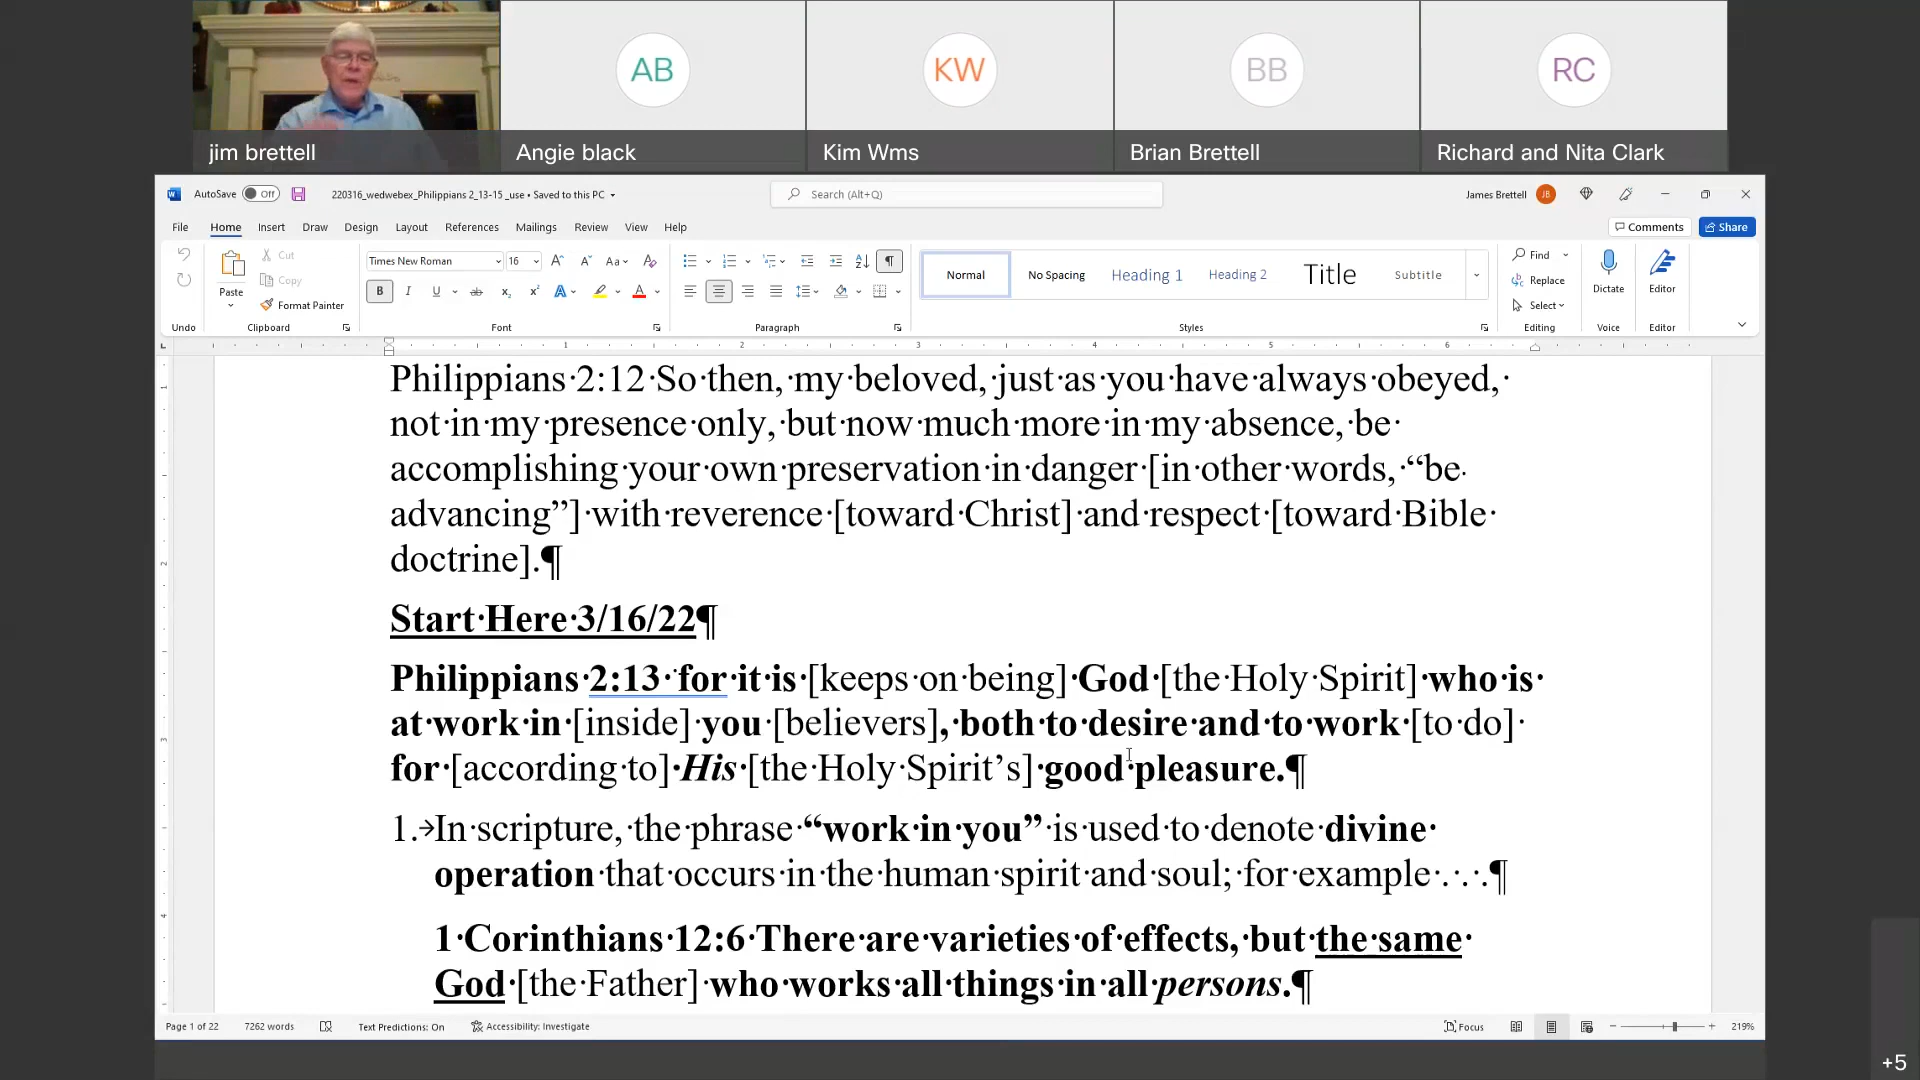 AB
KW
BB
RC
jim brettell
Angie black
Kim Wms
Brian Brettell
Richard and Nita Clark
AutoSave Off
220316_wedwebex_Philippians 2_13-15 _use • Saved to this PC
Search (Alt+Q)
James Brettell JB
File Home Insert Draw Design Layout References Mailings Review View Help
Comments Share
Paste
Cut
Copy
Format Painter
Times New Roman 16
Normal
No Spacing
Heading 1
Heading 2
Title
Subtitle
Find
Replace
Select
Dictate
Editor
Undo Clipboard Font Paragraph Styles Editing Voice Editor
1 2 3 4 5 6
Philippians 2:12 So then, my beloved, just as you have always obeyed,
not in my presence only, but now much more in my absence, be
accomplishing your own preservation in danger [in other words, “be
advancing”] with reverence [toward Christ] and respect [toward Bible
doctrine].¶
Start Here 3/16/22¶
Philippians 2:13 for it is [keeps on being] God [the Holy Spirit] who is
at work in [inside] you [believers], both to desire and to work [to do]
for [according to] His [the Holy Spirit’s] good pleasure.¶
1. In scripture, the phrase “work in you” is used to denote divine
operation that occurs in the human spirit and soul; for example . . .¶
1 Corinthians 12:6 There are varieties of effects, but the same
God [the Father] who works all things in all persons.¶
Page 1 of 22 7262 words Text Predictions: On Accessibility: Investigate
Focus 219%
+5